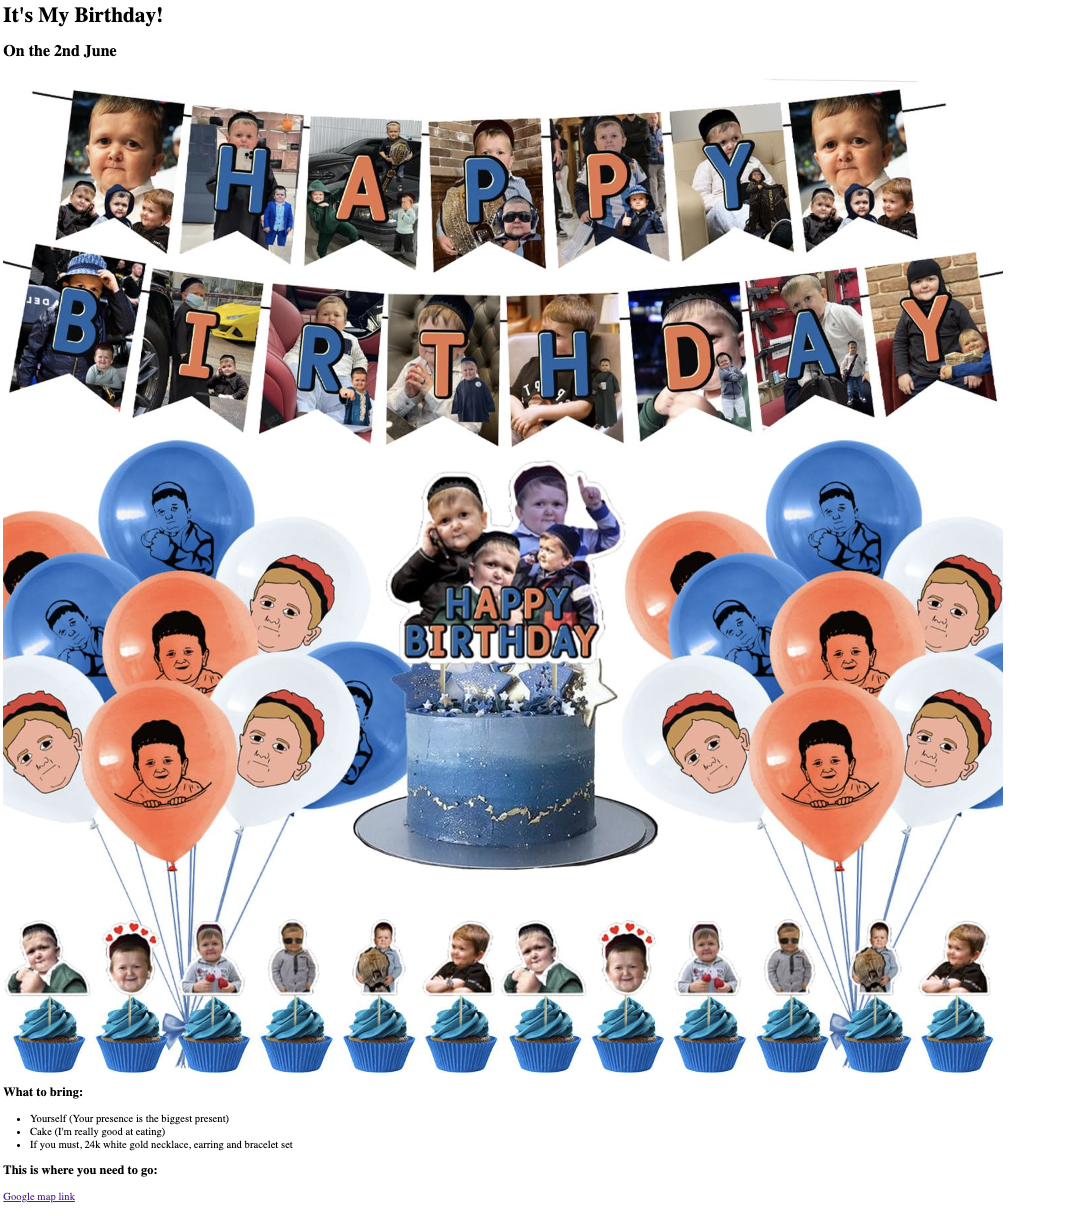 It's My Birthday!
On the 2nd June
HAPPY
BIRTHDAY
HAPPY
BIRTHDAY
What to bring:
Yourself (Your presence is the biggest present)
Cake (I'm really good at eating)
If you must, 24k white gold necklace, earring and bracelet set
This is where you need to go:
Google map link